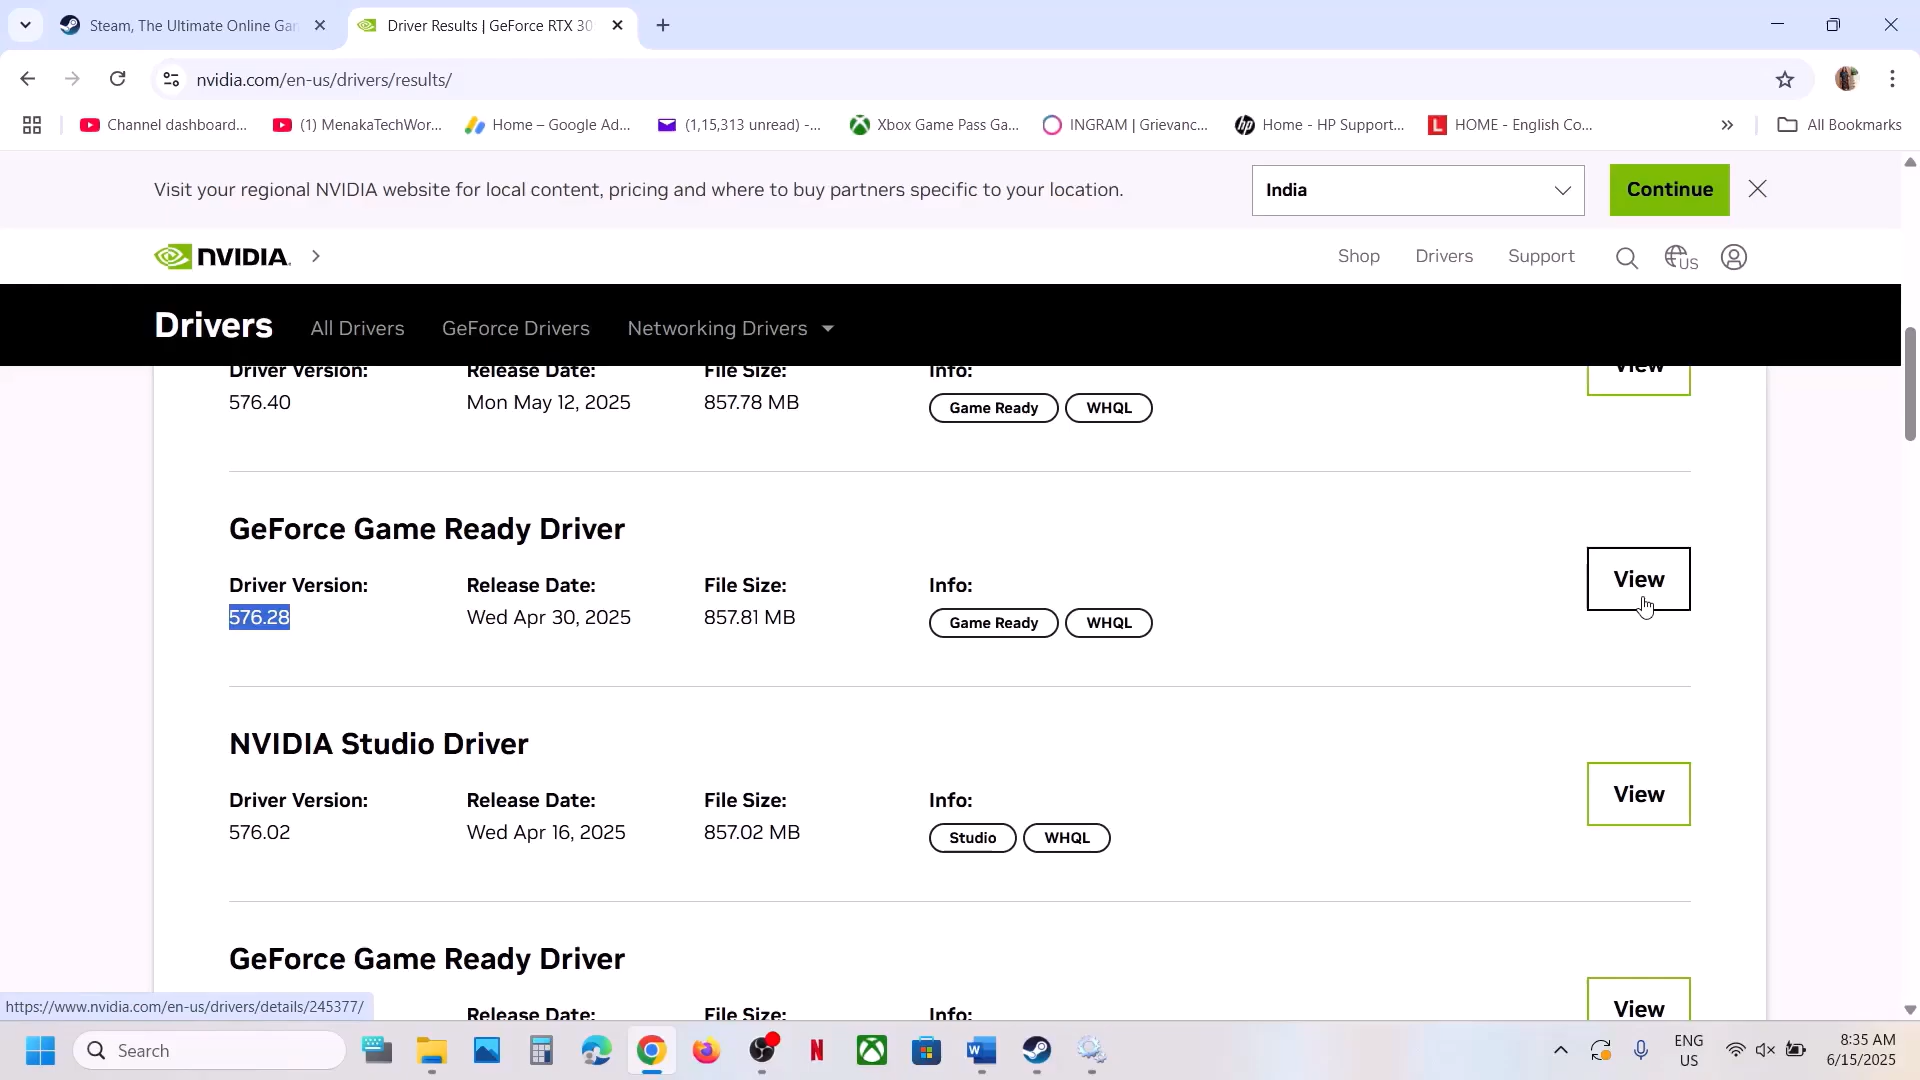 Steam, The Ultimate Online Gar
Driver Results | GeForce RTX 30
nvidia.com/en-us/drivers/results/
Channel dashboard...
(1) MenakaTechWor...
Home – Google Ad...
(1,15,313 unread) -...
Xbox Game Pass Ga...
INGRAM | Grievanc...
Home - HP Support...
HOME - English Co...
All Bookmarks
Visit your regional NVIDIA website for local content, pricing and where to buy partners specific to your location.
India
Continue
NVIDIA.
Shop
Drivers
Support
US
Drivers
All Drivers
GeForce Drivers
Networking Drivers
Driver Version:
Release Date:
File Size:
Info:
View
576.40
Mon May 12, 2025
857.78 MB
Game Ready
WHQL
GeForce Game Ready Driver
Driver Version:
Release Date:
File Size:
Info:
View
576.28
Wed Apr 30, 2025
857.81 MB
Game Ready
WHQL
NVIDIA Studio Driver
Driver Version:
Release Date:
File Size:
Info:
View
576.02
Wed Apr 16, 2025
857.02 MB
Studio
WHQL
GeForce Game Ready Driver
View
https://www.nvidia.com/en-us/drivers/details/245377/
Release Date:
File Size:
Info:
Search
ENG
US
8:35 AM
6/15/2025